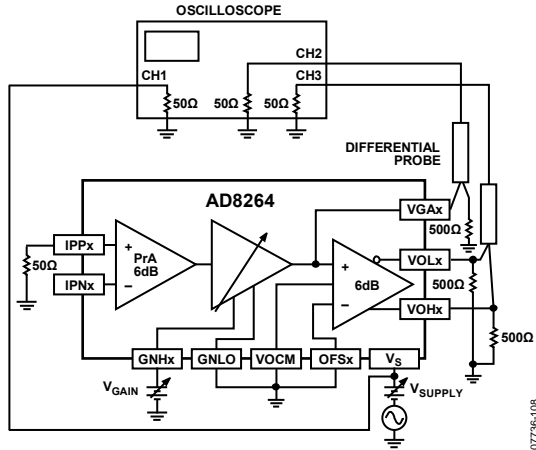 OSCILLOSCOPE
CH2
CH1
CH3
50Ω
50Ω
50Ω
DIFFERENTIAL
PROBE
AD8264
VGAx
500Ω
IPPx
+
PrA
6dB
−
IPNx
50Ω
+
6dB
−
VOLx
500Ω
VOHx
500Ω
GNHx
GNLO
VOCM
OFSx
VS
VGAIN
VSUPPLY
07736-108